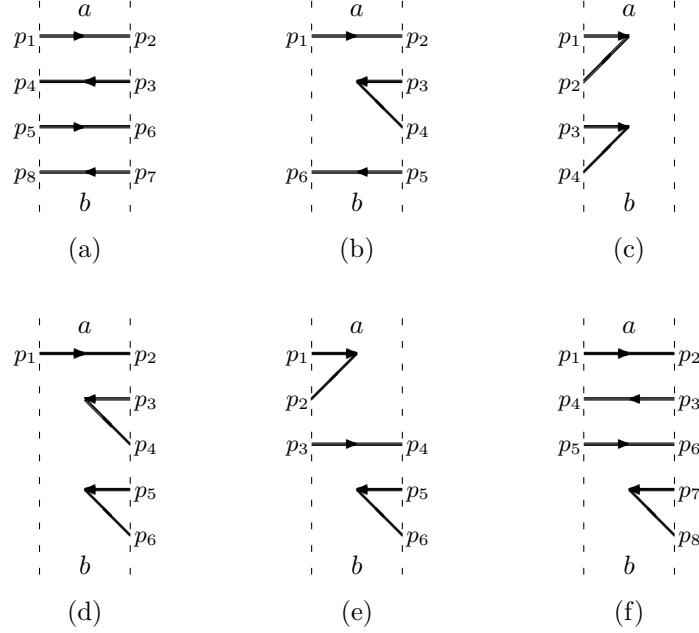 a a a
p1 p2 p1 p2 p1
p4 p3 p3 p2
p5 p6 p4 p3
p8 p7 p6 p5 p4
b b b
(a) (b) (c)
a a a
p1 p2 p1 p1 p2
p3 p2 p4 p3
p4 p3 p4 p5 p6
p5 p5 p7
p6 p6 p8
b b b
(d) (e) (f)